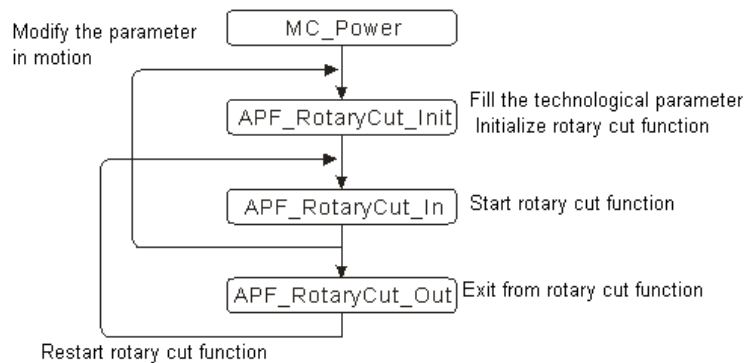 Modify the parameter
in motion
MC_Power
APF_RotaryCut_Init
Fill the technological parameter
Initialize rotary cut function
APF_RotaryCut_In
Start rotary cut function
APF_RotaryCut_Out
Exit from rotary cut function
Restart rotary cut function